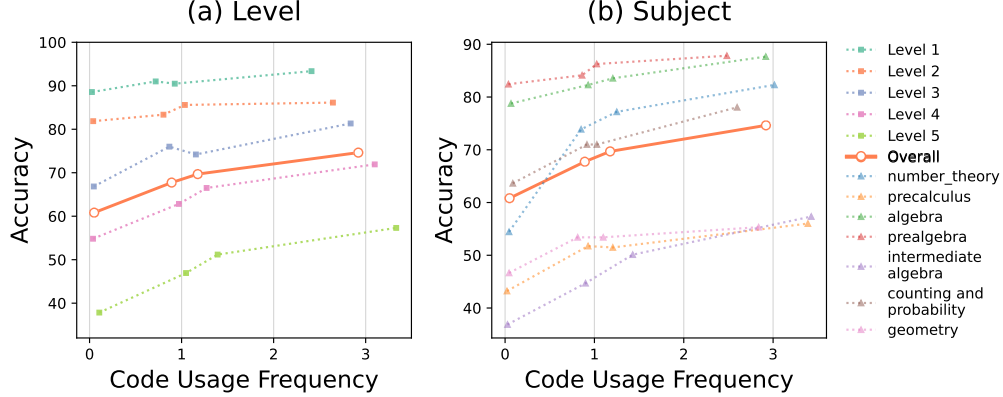 (a) Level
(b) Subject
100
90
80
70
60
50
40
Accuracy
0
1
2
3
Code Usage Frequency
90
80
70
60
50
40
Accuracy
0
1
2
3
Code Usage Frequency
Level 1
Level 2
Level 3
Level 4
Level 5
Overall
number_theory
precalculus
algebra
prealgebra
intermediate
algebra
counting and
probability
geometry